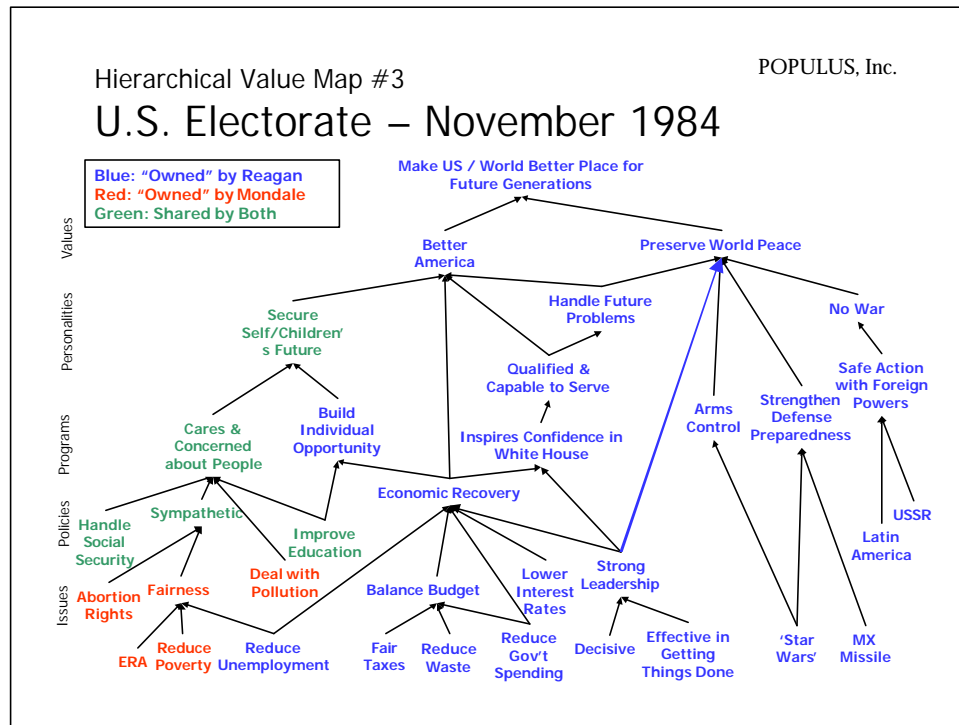 POPULUS, Inc.
Hierarchical Value Map #3
U.S. Electorate – November 1984
Blue: “Owned” by Reagan
Red: “Owned” by Mondale
Green: Shared by Both
Make US / World Better Place for
Future Generations
Values
Better
America
Preserve World Peace
Personalities
Secure
Self/Children’
s Future
Handle Future
Problems
No War
Qualified &
Capable to Serve
Safe Action
with Foreign
Powers
Programs
Cares &
Concerned
about People
Build
Individual
Opportunity
Inspires Confidence in
White House
Arms
Control
Strengthen
Defense
Preparedness
Policies
Handle
Social
Security
Sympathetic
Improve
Education
Economic Recovery
Latin
America
USSR
Issues
Abortion
Rights
Fairness
Deal with
Pollution
Balance Budget
Lower
Interest
Rates
Strong
Leadership
ERA
Reduce
Poverty
Reduce
Unemployment
Fair
Taxes
Reduce
Waste
Reduce
Gov’t
Spending
Decisive
Effective in
Getting
Things Done
‘Star
Wars’
MX
Missile